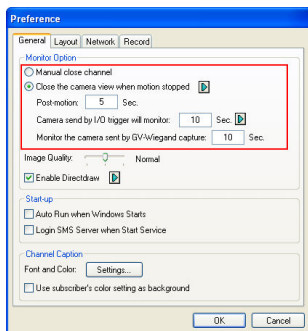 Preference
General Layout Network Record
Monitor Option
Manual close channel
Close the camera view when motion stopped
Post-motion: 5 Sec.
Camera send by I/O trigger will monitor: 10 Sec.
Monitor the camera sent by GV-Wiegand capture: 10 Sec.
Image Quality: Normal
Enable Directdraw
Start-up
Auto Run when Windows Starts
Login SMS Server when Start Service
Channel Caption
Font and Color: Settings...
Use subscriber's color setting as background
OK Cancel